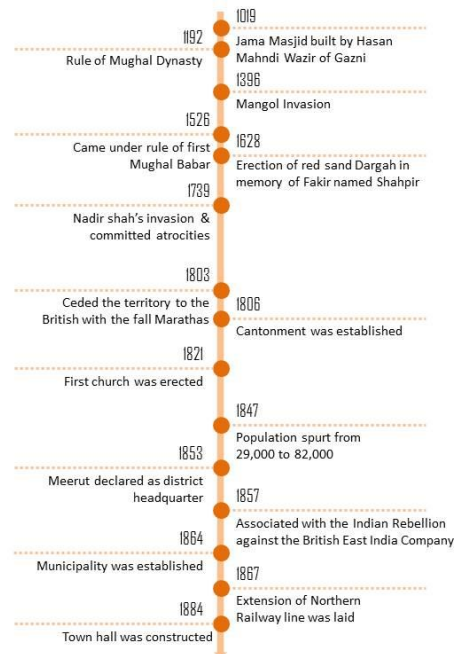 1019
Jama Masjid built by Hasan
Mahndi Wazir of Gazni
1192
Rule of Mughal Dynasty
1396
Mangol Invasion
1526
Came under rule of first
Mughal Babar
1628
Erection of red sand Dargah in
memory of Fakir named Shahpir
1739
Nadir shah's invasion &
committed atrocities
1803
Ceded the territory to the
British with the fall Marathas
1806
Cantonment was established
1821
First church was erected
1847
Population spurt from
29,000 to 82,000
1853
Meerut declared as district
headquarter
1857
Associated with the Indian Rebellion
against the British East India Company
1864
Municipality was established
1867
Extension of Northern
Railway line was laid
1884
Town hall was constructed